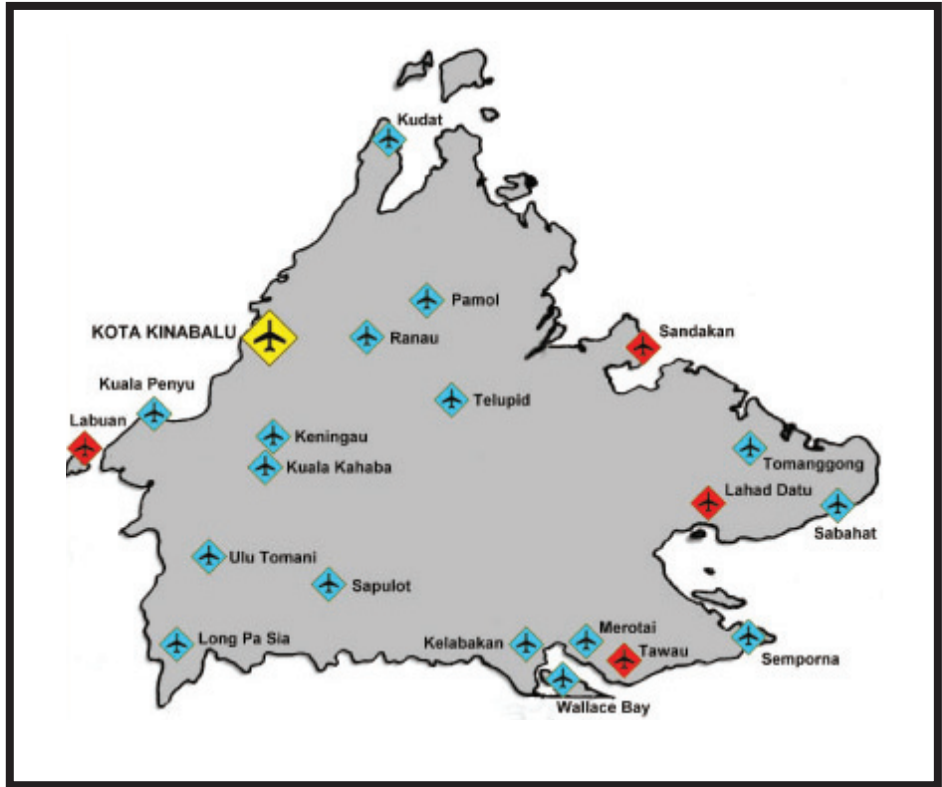 Kudat
Pamol
KOTA KINABALU
Ranau
Sandakan
Kuala Penyu
Telupid
Labuan
Keningau
Kuala Kahaba
Tomanggong
Lahad Datu
Sabahat
Ulu Tomani
Sapulot
Long Pa Sia
Kelabakan
Merotai
Tawau
Semporna
Wallace Bay